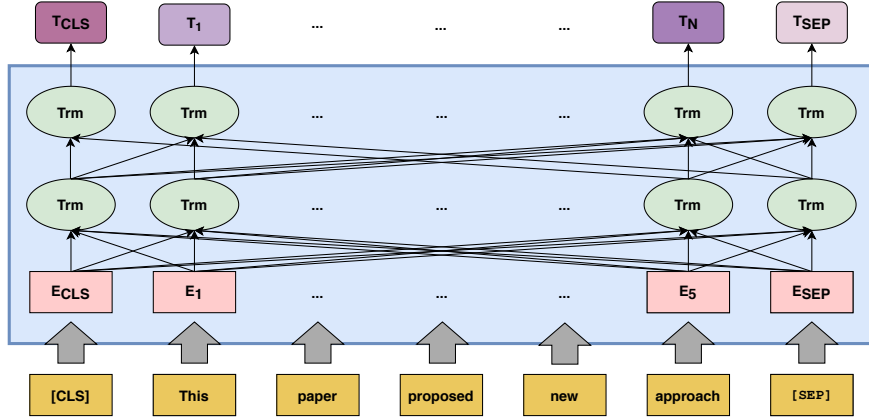 TCLS T1 ... ... ... TN TSEP
Trm Trm ... ... ... Trm Trm
Trm Trm ... ... ... Trm Trm
ECLS E1 ... ... ... E5 ESEP
[CLS] This paper proposed new approach [SEP]